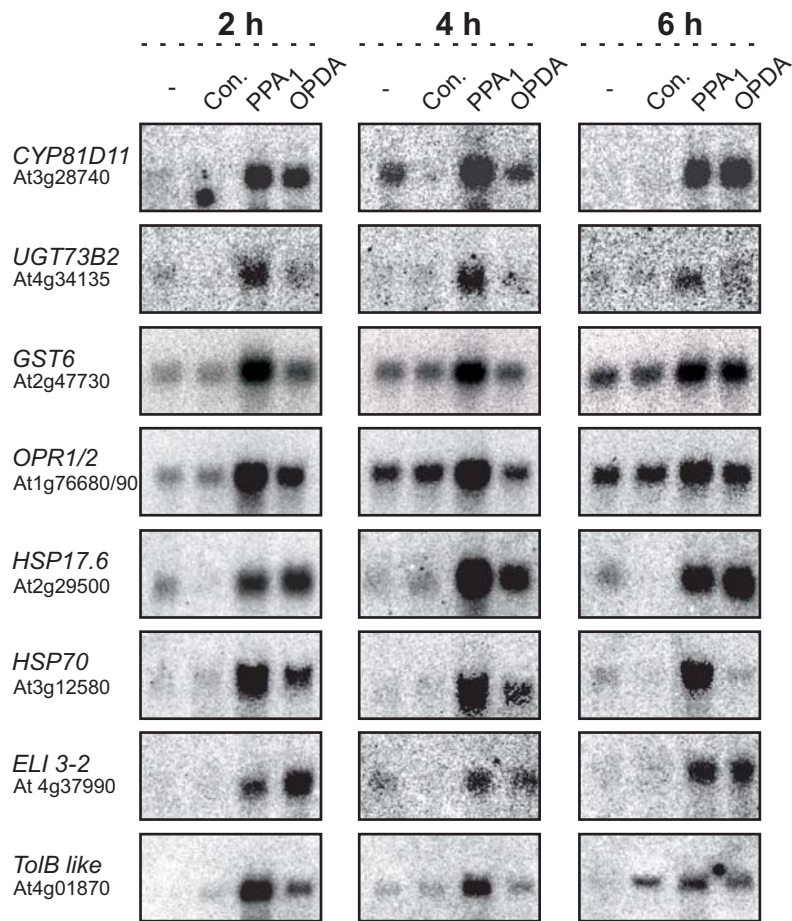 2 h 4 h 6 h
- Con. PPA1 OPDA - Con. PPA1 OPDA - Con. PPA1 OPDA
CYP81D11
At3g28740
UGT73B2
At4g34135
GST6
At2g47730
OPR1/2
At1g76680/90
HSP17.6
At2g29500
HSP70
At3g12580
ELI 3-2
At 4g37990
TolB like
At4g01870